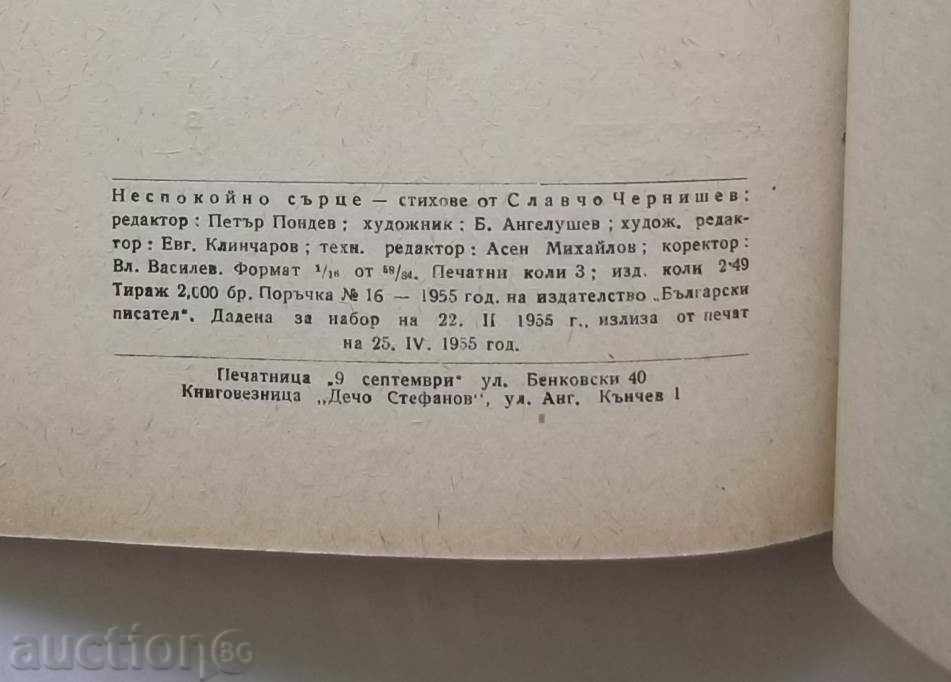 Неспокойно сърце — стихове от Славчо Чернишев:
редактор: Петър Пондев; художник: Б. Ангелушев; худож. редак-
тор: Евг. Клинчаров; техн. редактор: Асен Михайлов; коректор:
Вл. Василев. Формат 1/16 от 59/84. Печатни коли 3; изд. коли 2·49
Тираж 2,000 бр. Поръчка № 16 — 1955 год. на издателство „Български
писател“. Дадена за набор на 22. II 1955 г., излиза от печат
на 25. IV. 1955 год.
Печатница „9 септември“ ул. Бенковски 40
Книговезница „Дечо Стефанов“, ул. Анг. Кънчев 1
auction BG